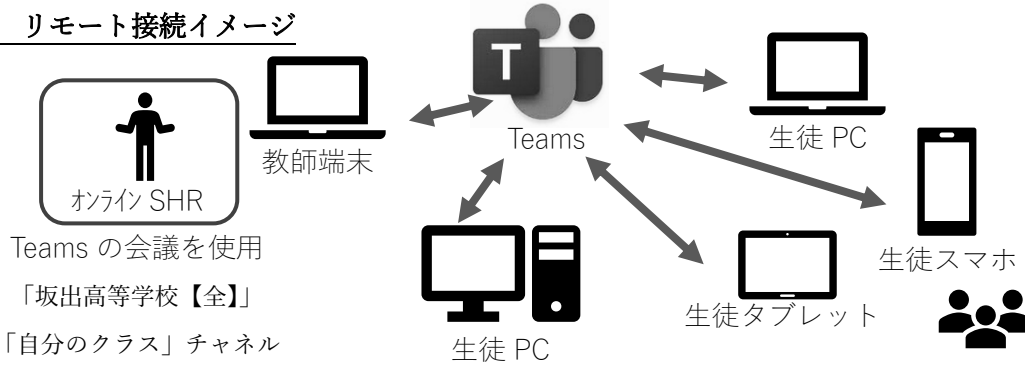 リモート接続イメージ
T
Teams
教師端末
生徒 PC
ｵﾝﾗｲﾝ SHR
Teams の会議を使用
「坂出高等学校【全】」
「自分のクラス」チャネル
生徒 PC
生徒タブレット
生徒スマホ